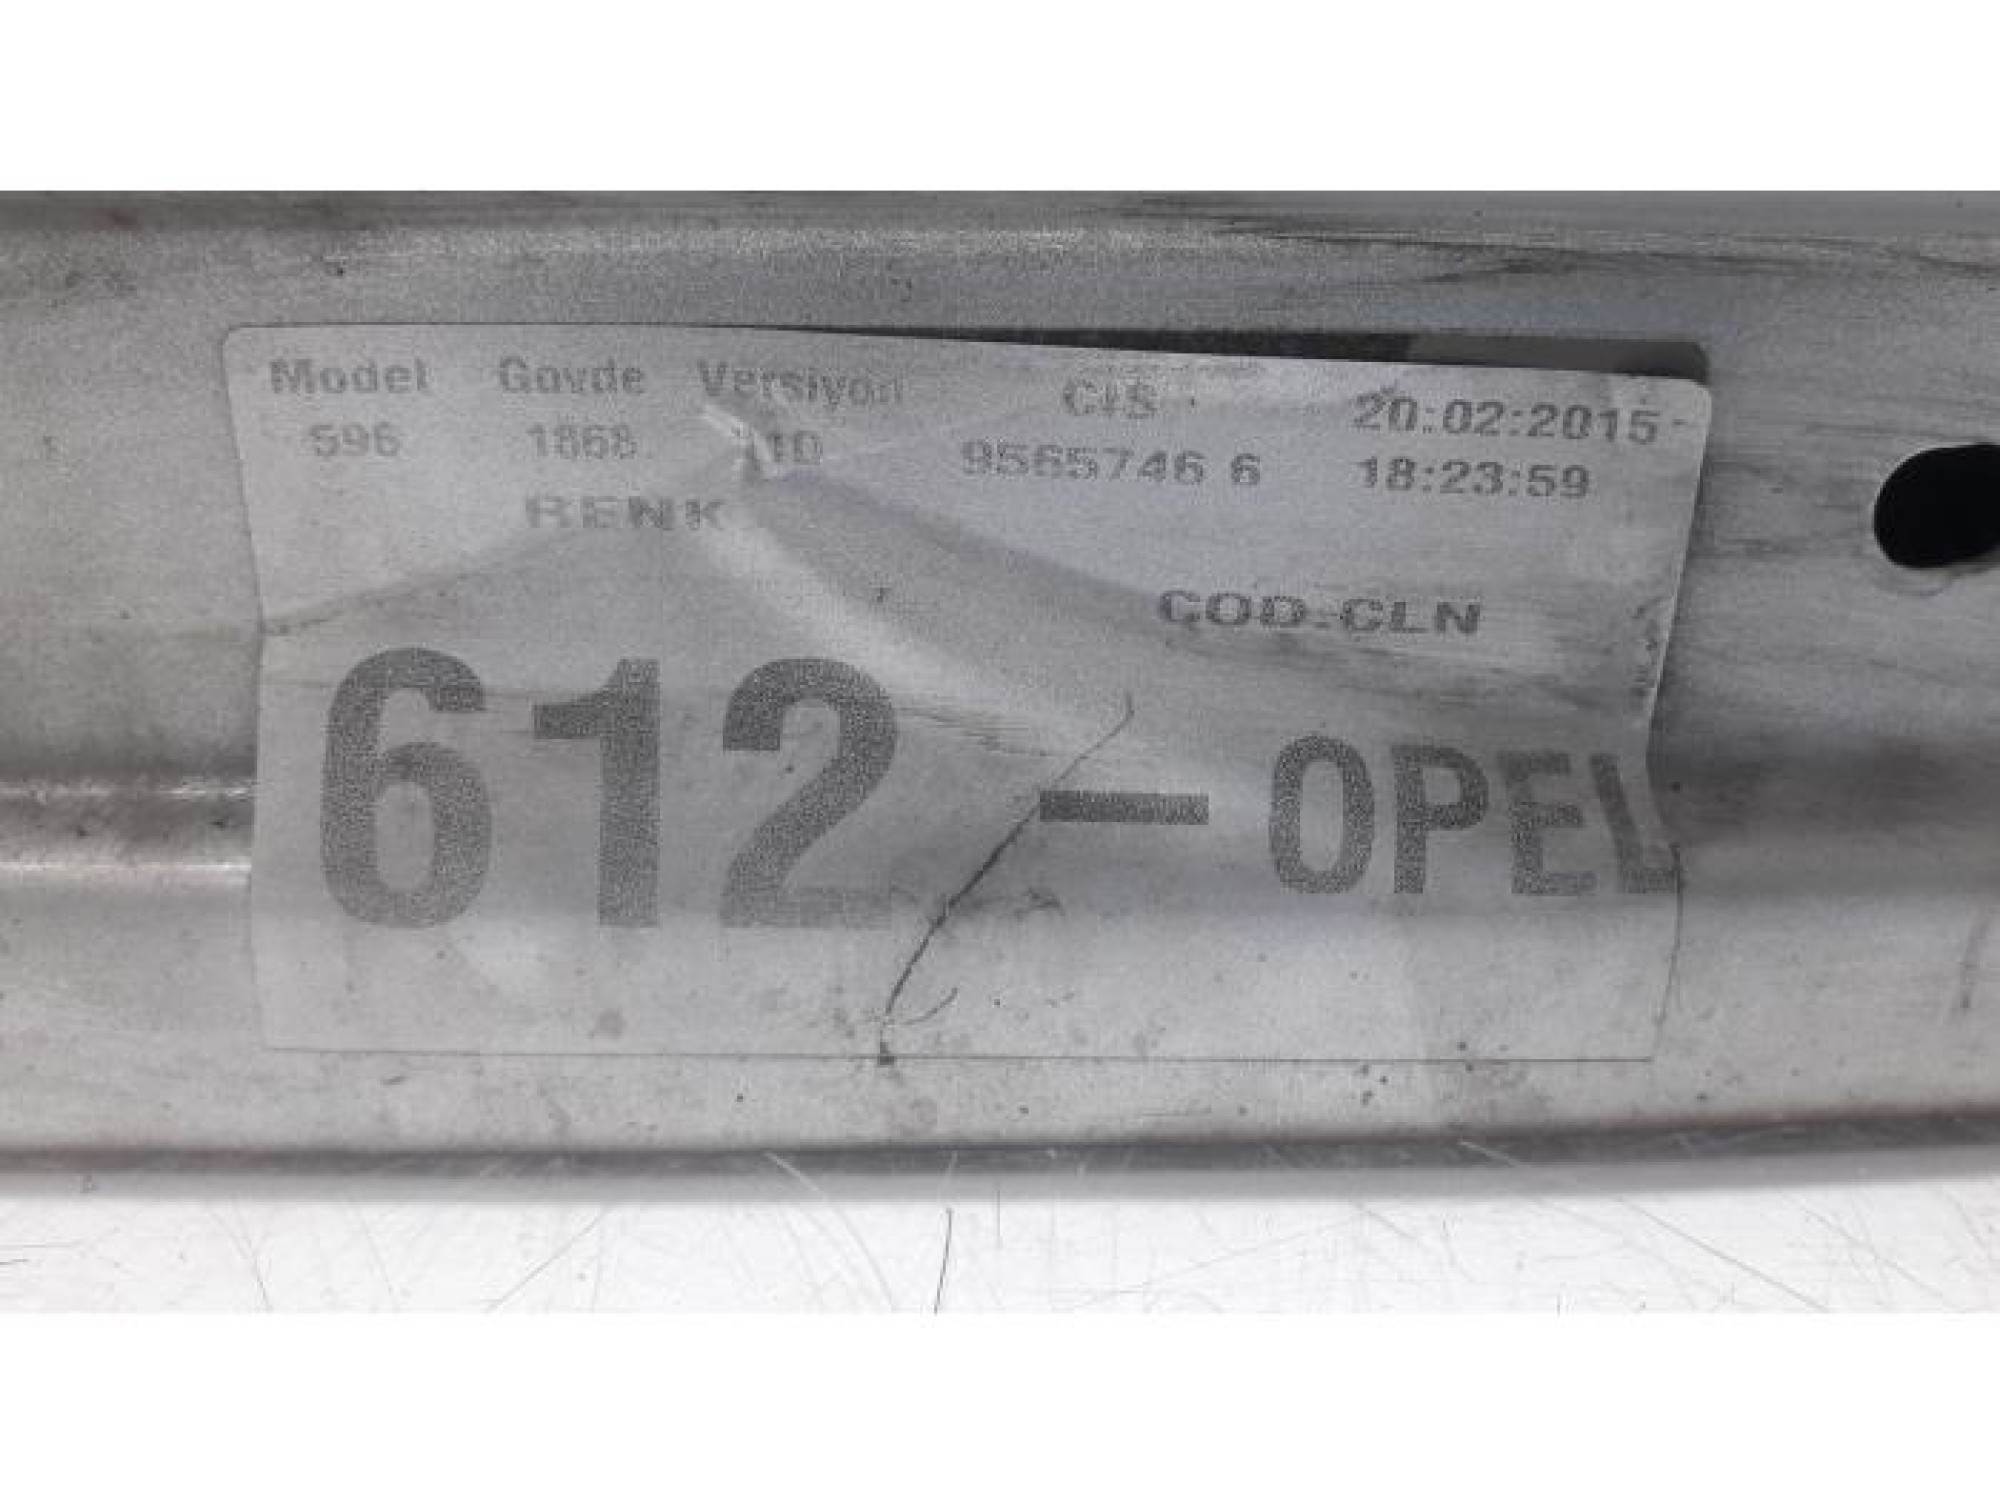 Model Govde Versiyon CIS 20:02:2015
596 1868 110 9565746 6 18:23:59
RENK
COD-CLN
612 - OPEL